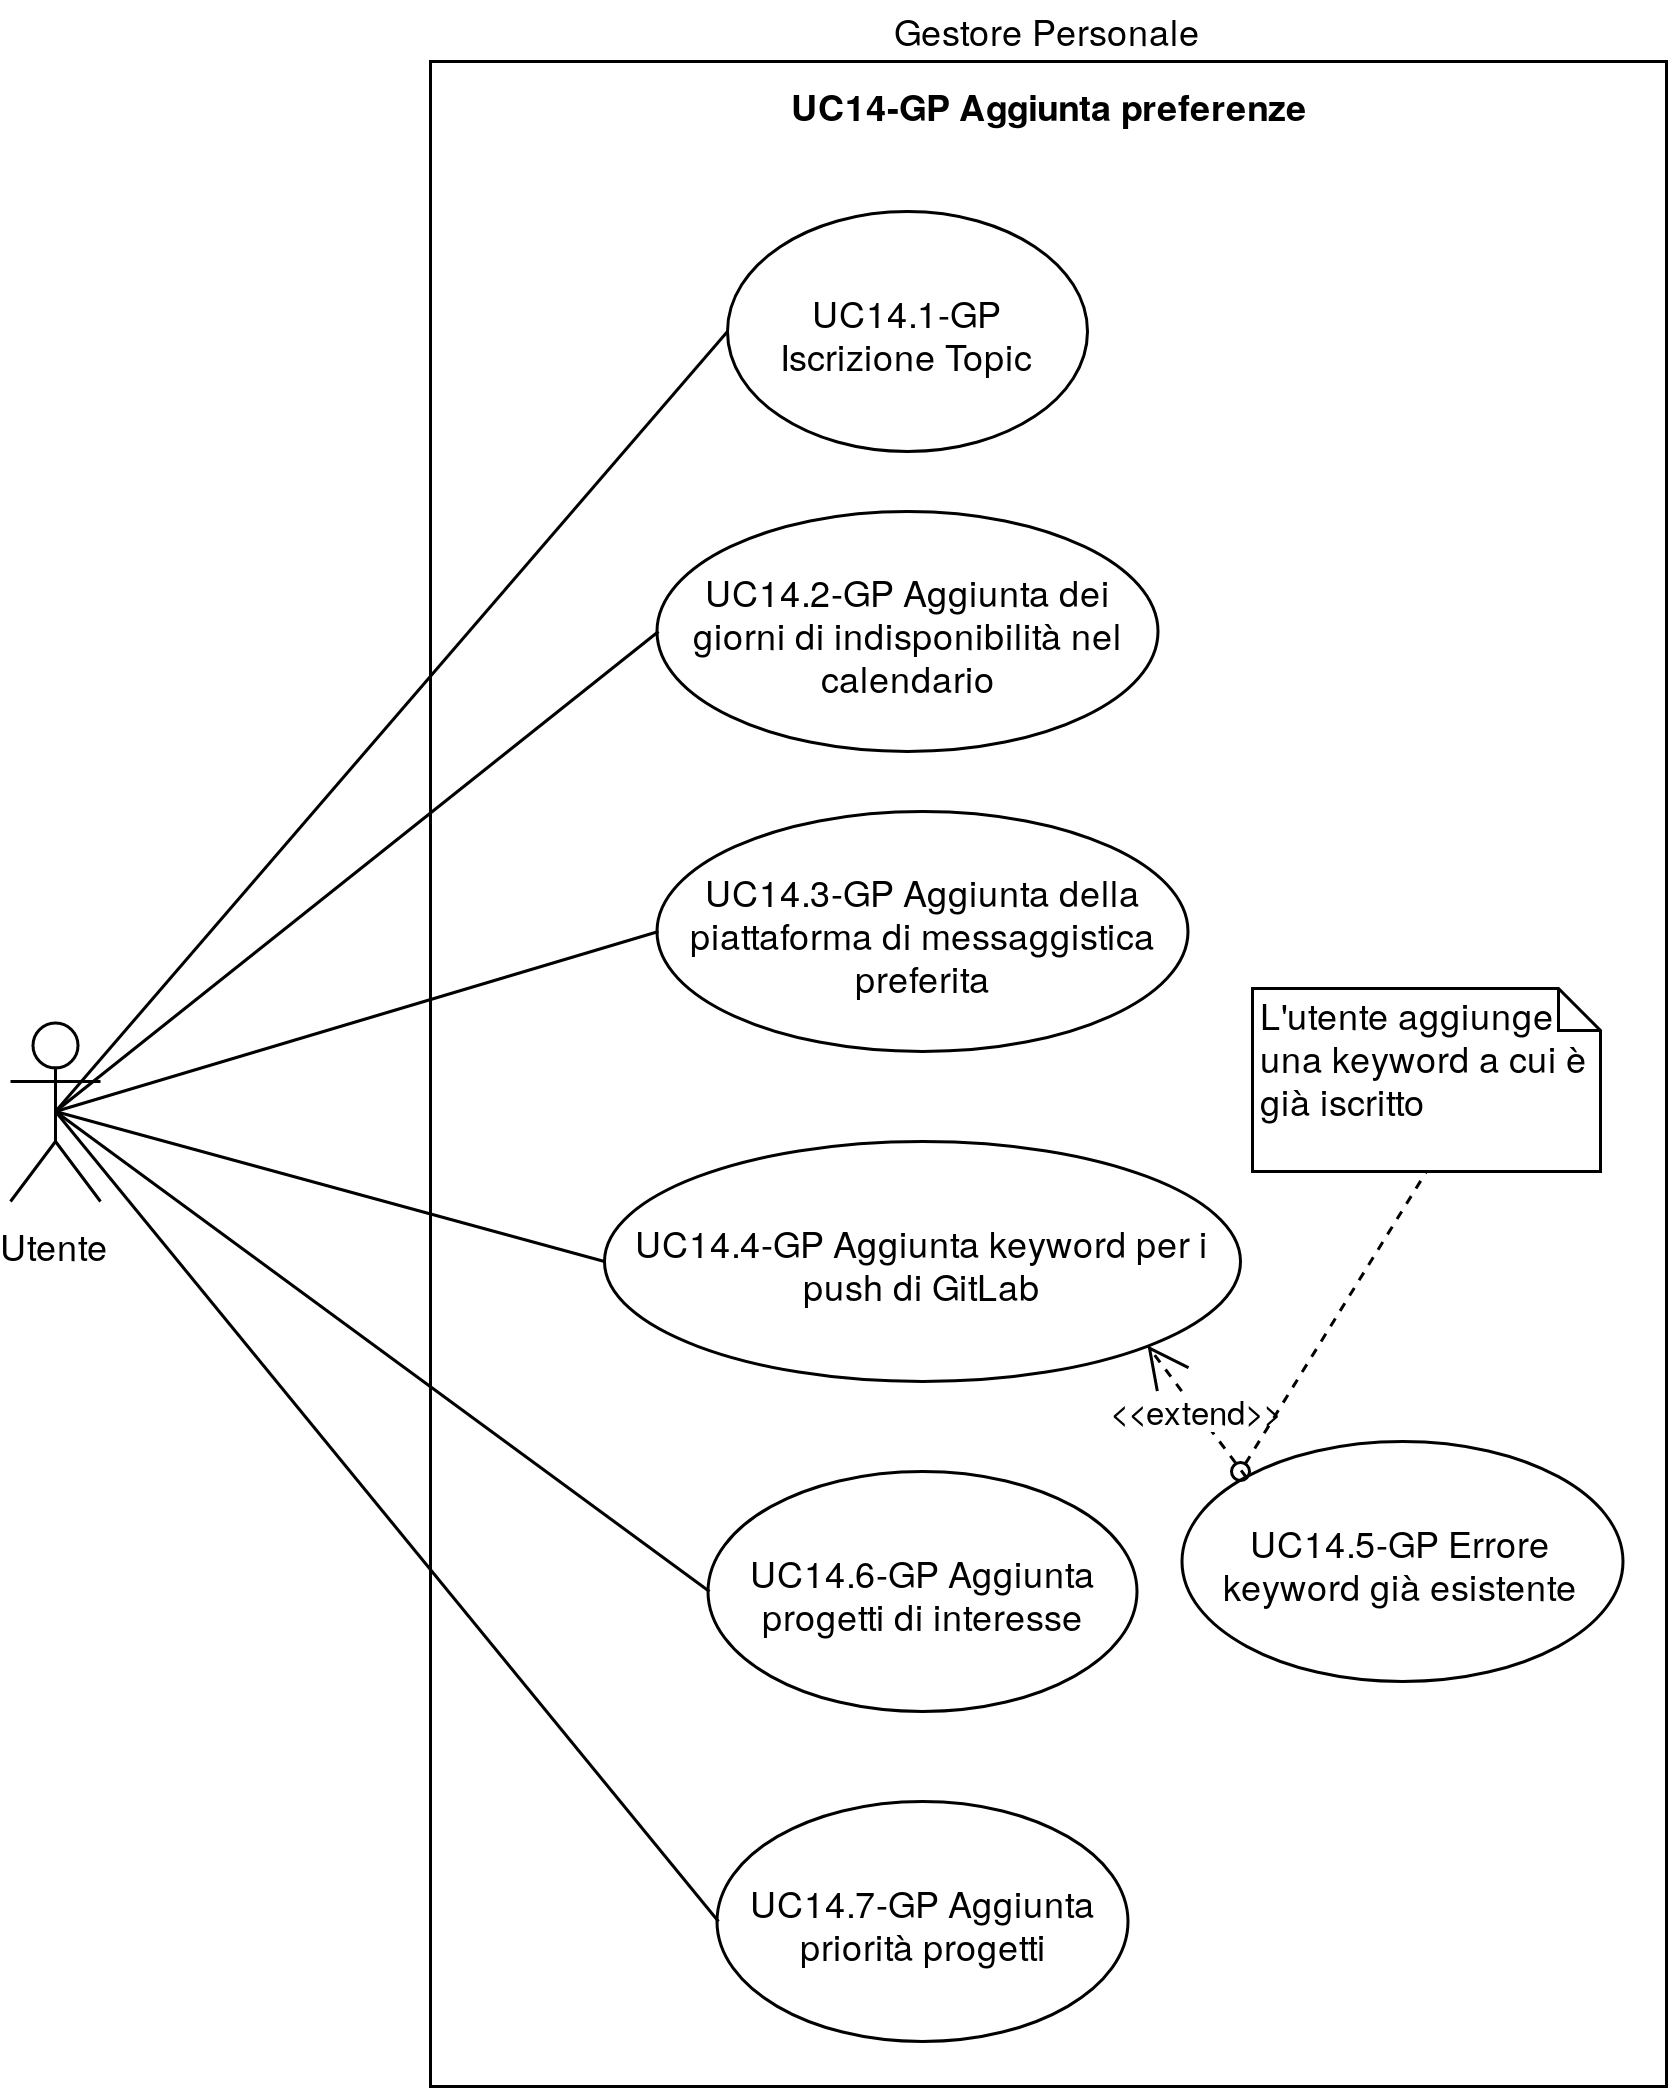 Gestore Personale
UC14-GP Aggiunta preferenze
UC14.1-GP
Iscrizione Topic
UC14.2-GP Aggiunta dei
giorni di indisponibilità nel
calendario
UC14.3-GP Aggiunta della
piattaforma di messaggistica
preferita
L'utente aggiunge
una keyword a cui è
già iscritto
Utente
UC14.4-GP Aggiunta keyword per i
push di GitLab
<<extend>>
UC14.5-GP Errore
keyword già esistente
UC14.6-GP Aggiunta
progetti di interesse
UC14.7-GP Aggiunta
priorità progetti